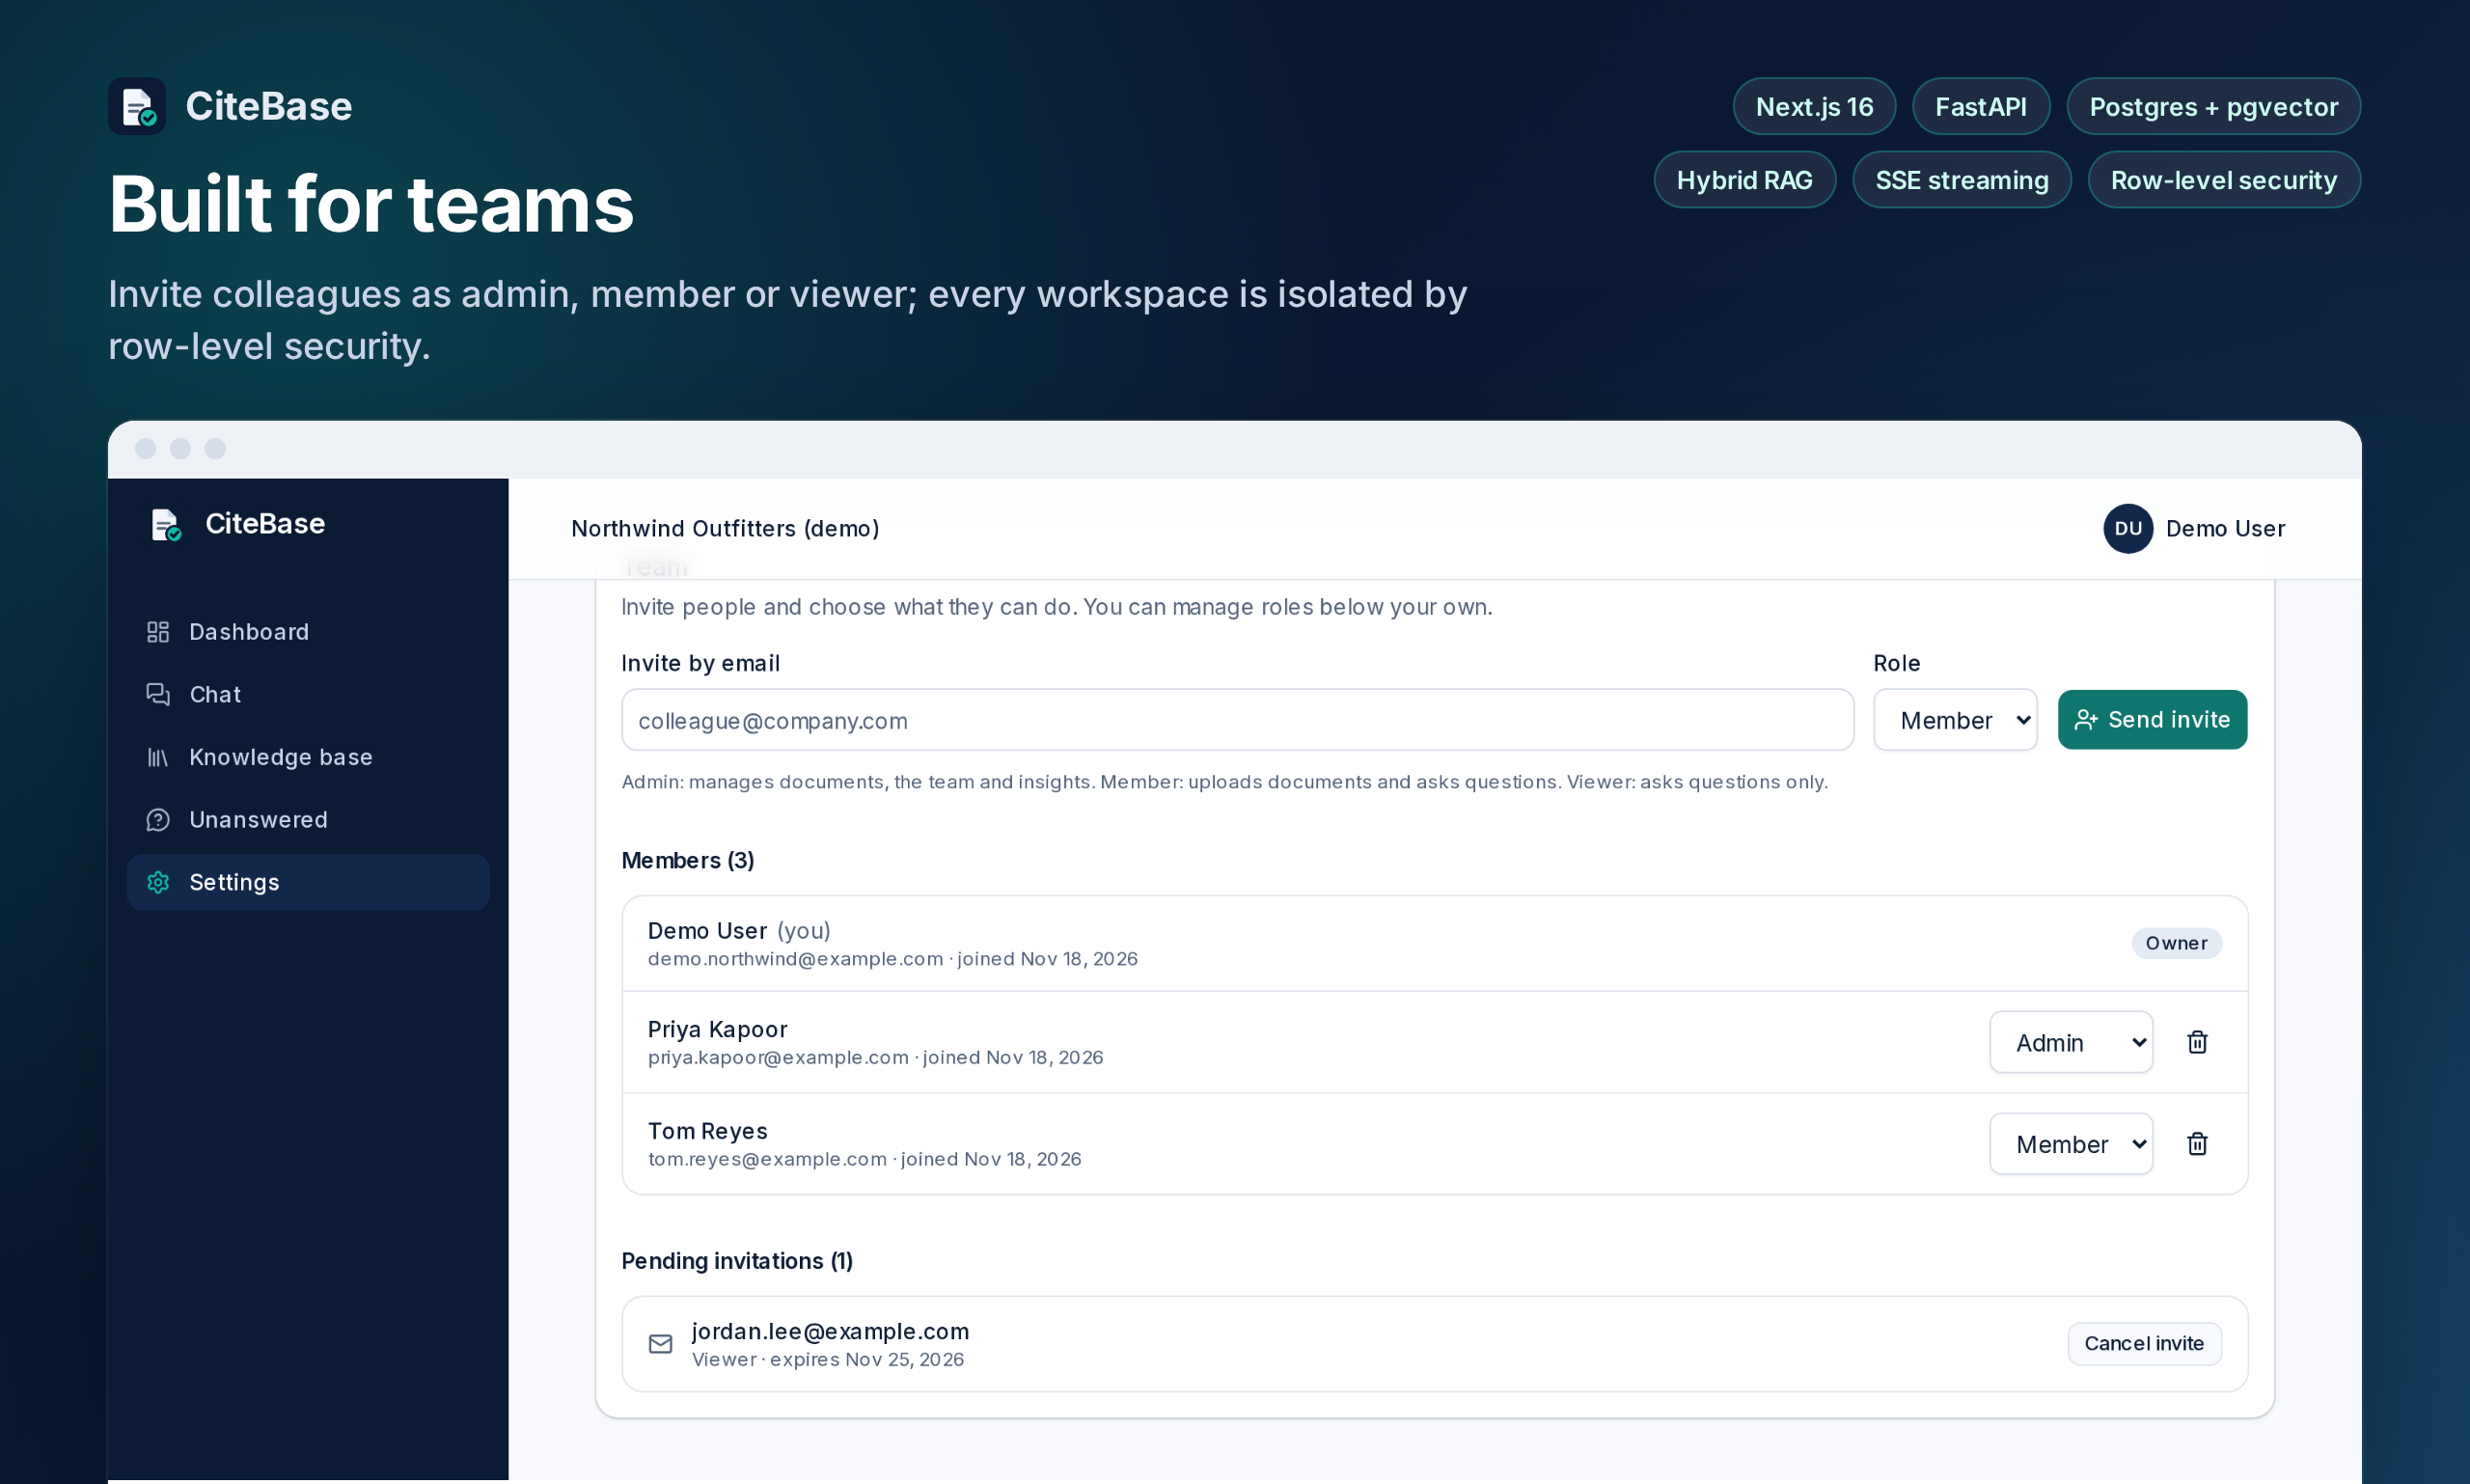 CiteBase
Next.js 16
FastAPI
Postgres + pgvector
Hybrid RAG
SSE streaming
Row-level security
Built for teams
Invite colleagues as admin, member or viewer; every workspace is isolated by
row-level security.
CiteBase
Northwind Outfitters (demo)
DU
Demo User
Team
Dashboard
Chat
Knowledge base
Unanswered
Settings
Invite people and choose what they can do. You can manage roles below your own.
Invite by email
Role
colleague@company.com
Member
Send invite
Admin: manages documents, the team and insights. Member: uploads documents and asks questions. Viewer: asks questions only.
Members (3)
Demo User (you)
demo.northwind@example.com · joined Nov 18, 2026
Owner
Priya Kapoor
priya.kapoor@example.com · joined Nov 18, 2026
Admin
Tom Reyes
tom.reyes@example.com · joined Nov 18, 2026
Member
Pending invitations (1)
jordan.lee@example.com
Viewer · expires Nov 25, 2026
Cancel invite